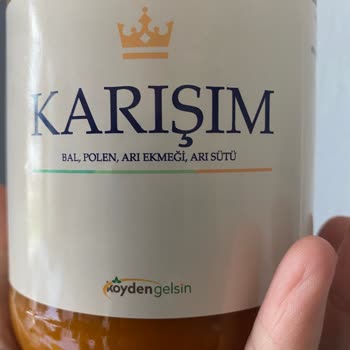 KARIŞIM
BAL, POLEN, ARI EKMEĞİ, ARI SÜTÜ
köydengelsin